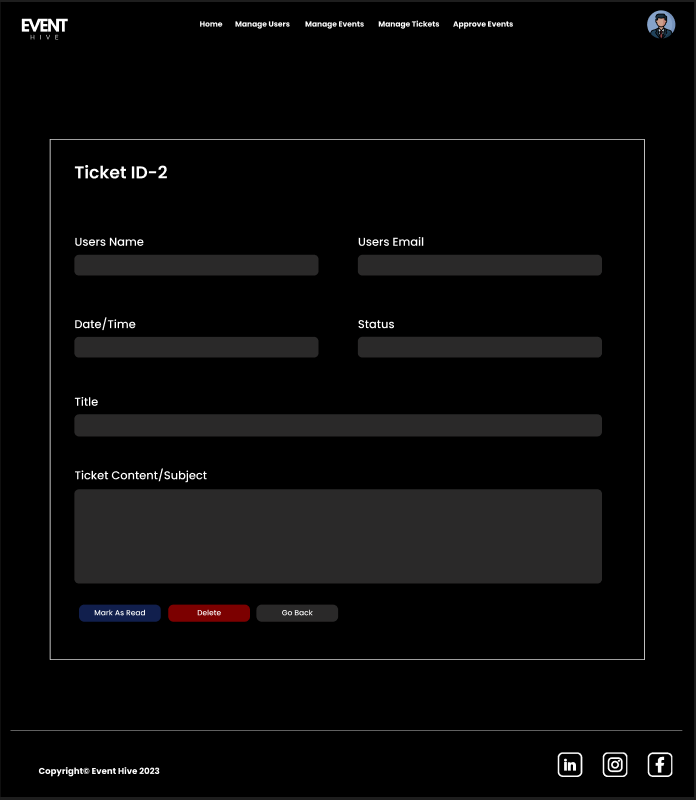 EVENT
HIVE
Home Manage Users Manage Events Manage Tickets Approve Events
Ticket ID-2
Users Name Users Email
Date/Time Status
Title
Ticket Content/Subject
Mark As Read Delete Go Back
Copyright© Event Hive 2023
in